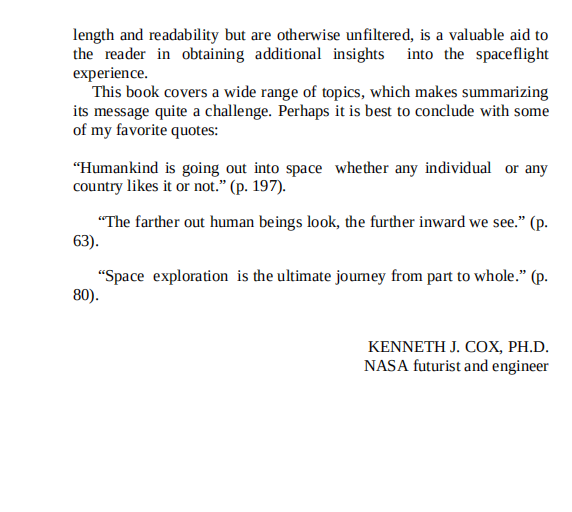 length and readability but are otherwise unfiltered, is a valuable aid to
the reader in obtaining additional insights into the spaceflight
experience.
This book covers a wide range of topics, which makes summarizing
its message quite a challenge. Perhaps it is best to conclude with some
of my favorite quotes:
“Humankind is going out into space whether any individual or any
country likes it or not.” (p. 197).
“The farther out human beings look, the further inward we see.” (p.
63).
“Space exploration is the ultimate journey from part to whole.” (p.
80).
KENNETH J. COX, PH.D.
NASA futurist and engineer